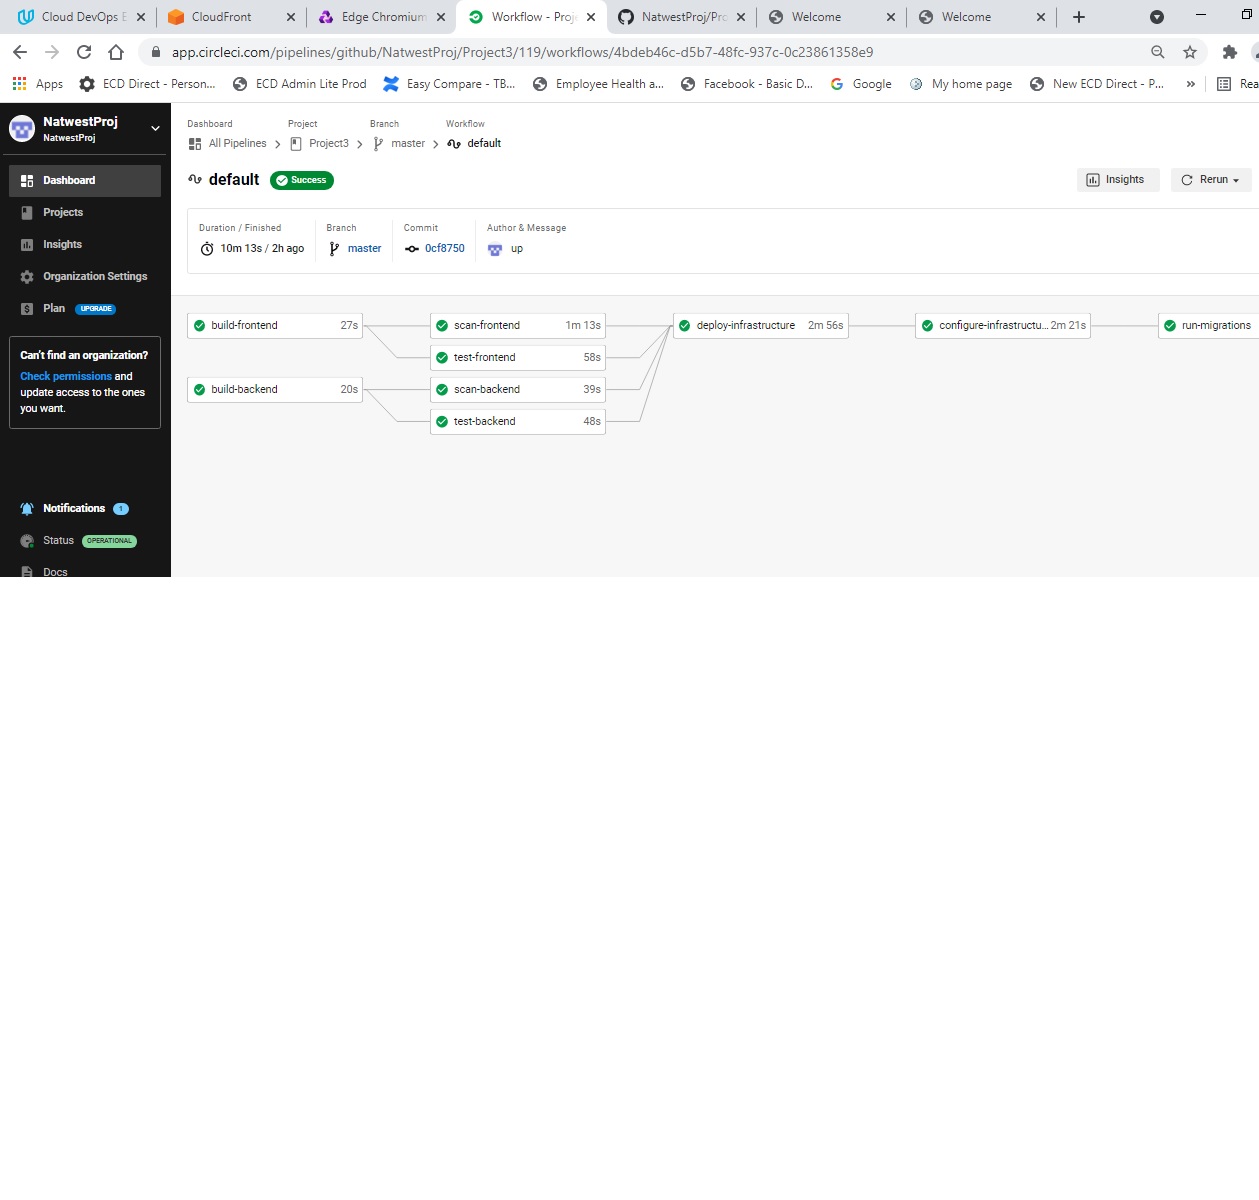 Cloud DevOps E
CloudFront
Edge Chromium
Workflow - Proje
NatwestProj/Pro
Welcome
Welcome
app.circleci.com/pipelines/github/NatwestProj/Project3/119/workflows/4bdeb46c-d5b7-48fc-937c-0c23861358e9
Apps
ECD Direct - Person...
ECD Admin Lite Prod
Easy Compare - TB...
Employee Health a...
Facebook - Basic D...
Google
My home page
New ECD Direct - P...
»
Rea
NatwestProj
NatwestProj
Dashboard
Projects
Insights
Organization Settings
Plan UPGRADE
Can't find an organization?
Check permissions and
update access to the ones
you want.
Notifications 1
Status OPERATIONAL
Docs
Dashboard Project Branch Workflow
All Pipelines Project3 master default
default Success
Insights Rerun
Duration / Finished Branch Commit Author & Message
10m 13s / 2h ago master 0cf8750 up
build-frontend 27s
scan-frontend 1m 13s
deploy-infrastructure 2m 56s
configure-infrastructu... 2m 21s
run-migrations
test-frontend 58s
build-backend 20s
scan-backend 39s
test-backend 48s